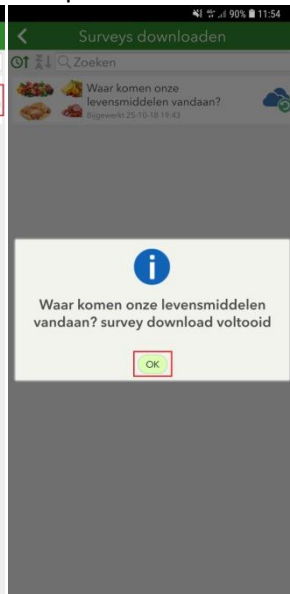 90% 11:54
Surveys downloaden
Zoeken
Waar komen onze
levensmiddelen vandaan?
Bijgewerkt 25-10-18 19:43
Waar komen onze levensmiddelen
vandaan? survey download voltooid
OK